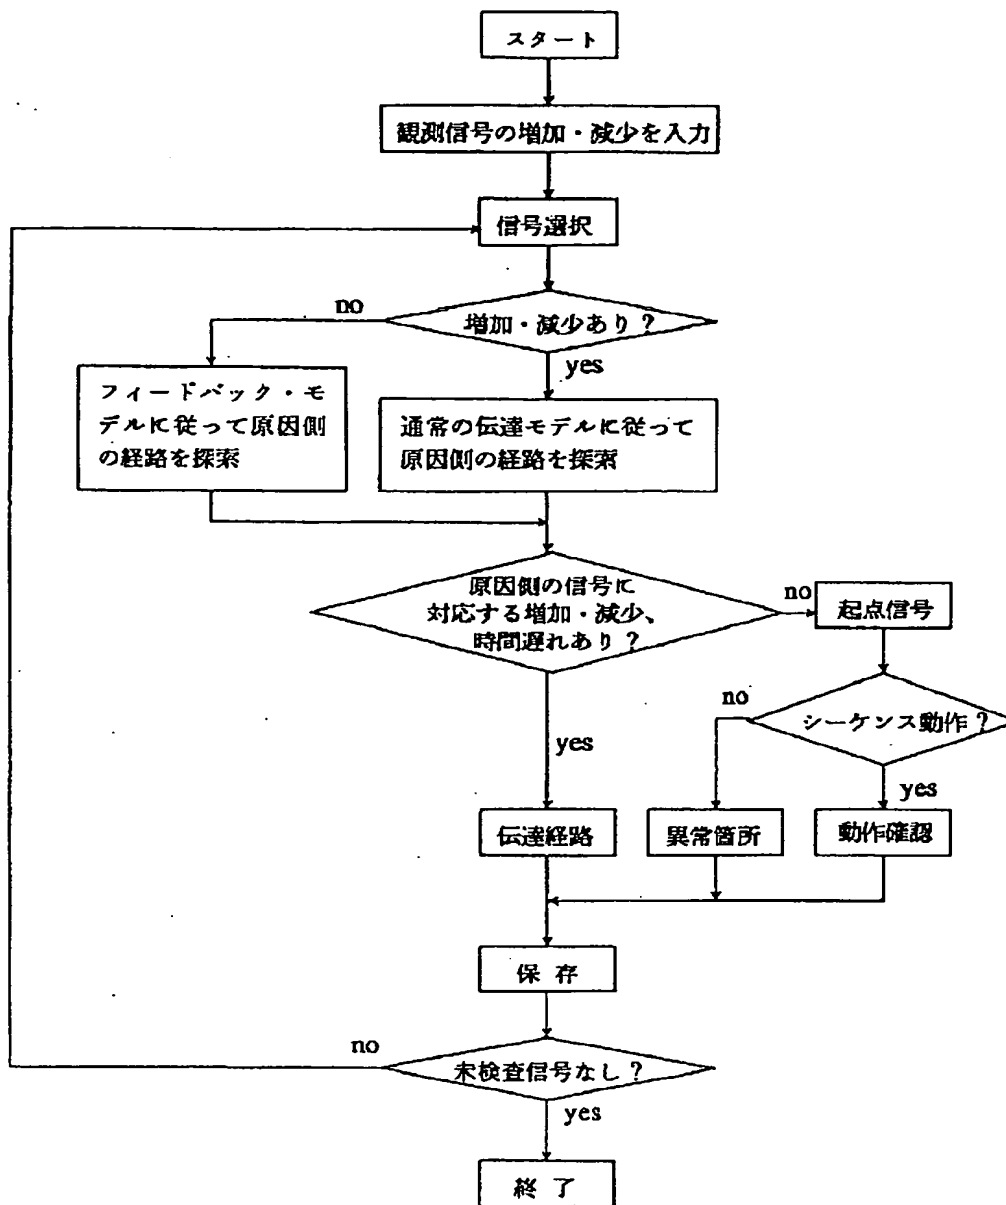 スタート
観測信号の増加・減少を入力
信号選択
no
増加・減少あり？
yes
フィードバック・モ
デルに従って原因側
の経路を探索
通常の伝達モデルに従って
原因側の経路を探索
原因側の信号に
対応する増加・減少、
時間遅れあり？
no
起点信号
no
シーケンス動作？
yes
yes
伝達経路
異常箇所
動作確認
保存
no
未検査信号なし？
yes
終了